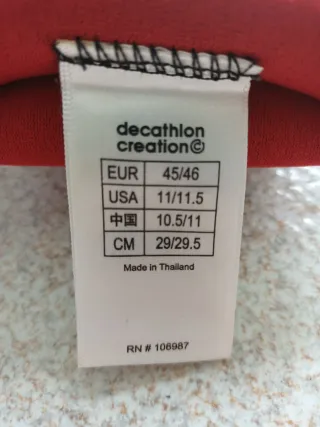 decathlon
creation©
EUR 45/46
USA 11/11.5
中国 10.5/11
CM 29/29.5
Made in Thailand
RN # 106987